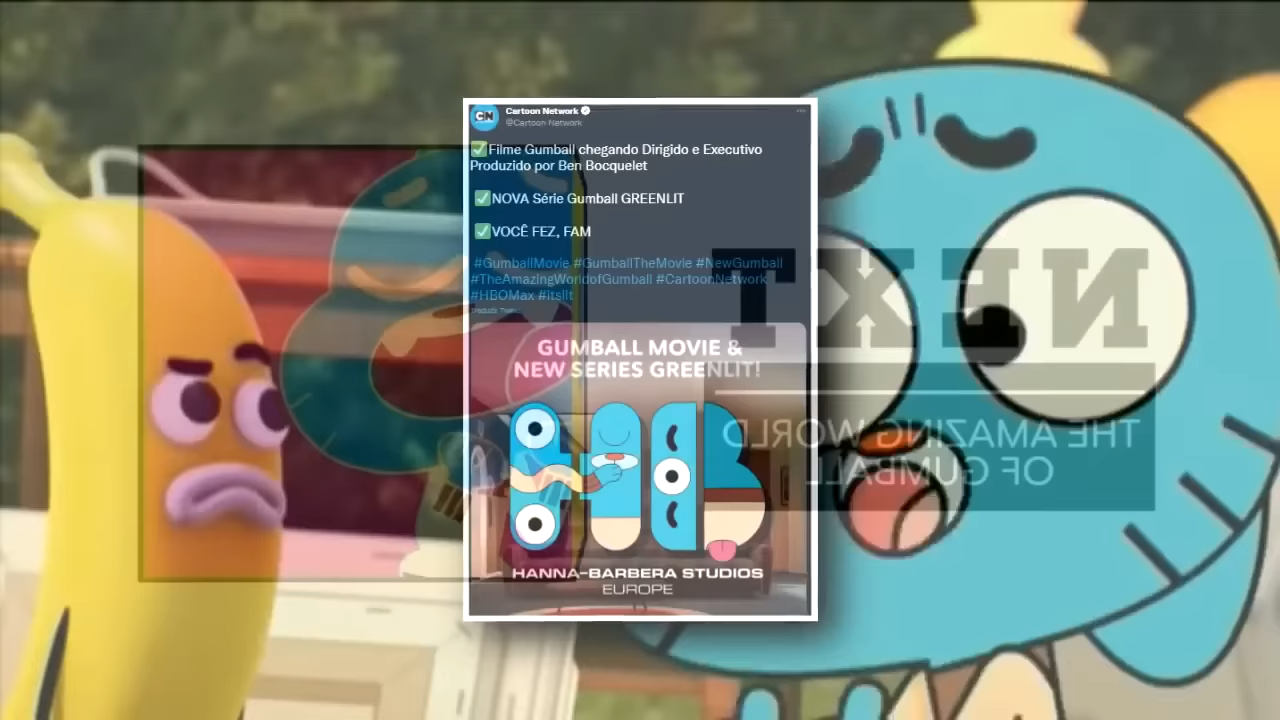 CN
Cartoon Network
@Cartoon Network
✅Filme Gumball chegando Dirigido e Executivo
Produzido por Ben Bocquelet
✅NOVA Série Gumball GREENLIT
✅VOCÊ FEZ, FAM
#GumballMovie #GumballTheMovie #NewGumball
#TheAmazingWorldofGumball #CartoonNetwork
#HBOMax #itslit
GUMBALL MOVIE &
NEW SERIES GREENLIT!
HANNA-BARBERA STUDIOS
EUROPE
NEXT
THE AMAZING WORLD
OF GUMBALL